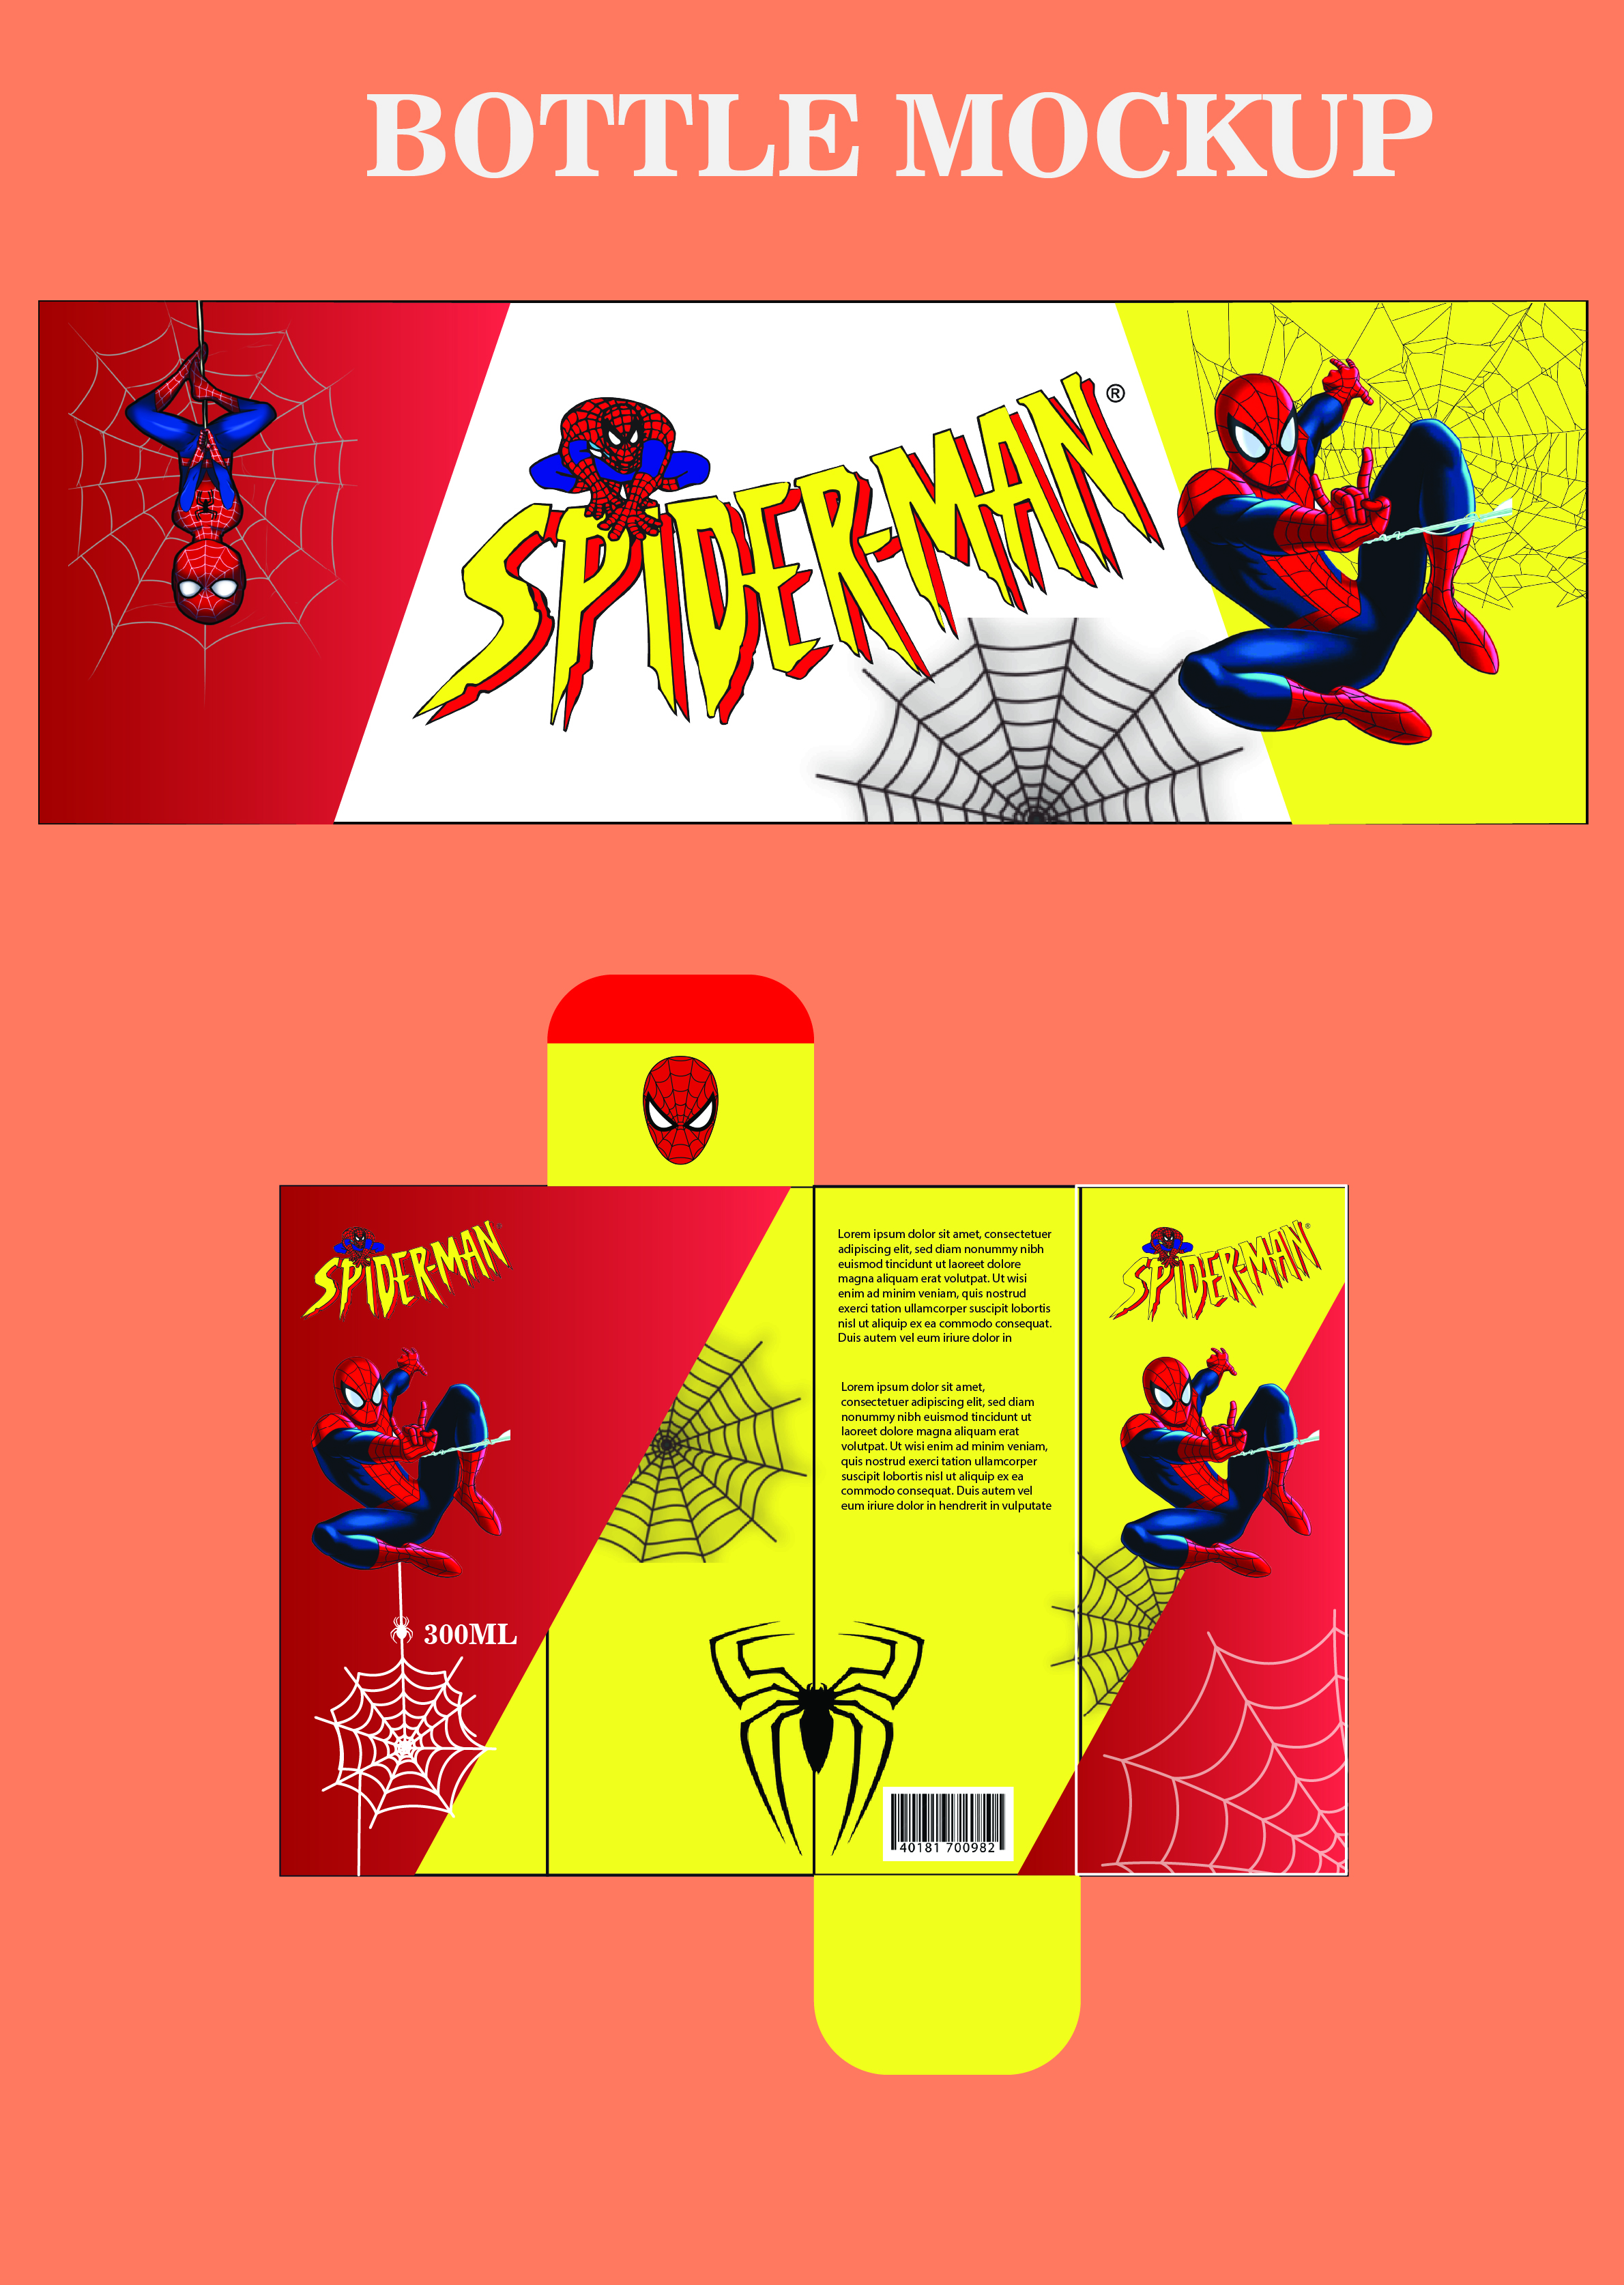 BOTTLE MOCKUP
SPIDER-MAN®
SPIDER-MAN®
Lorem ipsum dolor sit amet, consectetuer
adipiscing elit, sed diam nonummy nibh
euismod tincidunt ut laoreet dolore
magna aliquam erat volutpat. Ut wisi
enim ad minim veniam, quis nostrud
exerci tation ullamcorper suscipit lobortis
nisl ut aliquip ex ea commodo consequat.
Duis autem vel eum iriure dolor in
Lorem ipsum dolor sit amet,
consectetuer adipiscing elit, sed diam
nonummy nibh euismod tincidunt ut
laoreet dolore magna aliquam erat
volutpat. Ut wisi enim ad minim veniam,
quis nostrud exerci tation ullamcorper
suscipit lobortis nisl ut aliquip ex ea
commodo consequat. Duis autem vel
eum iriure dolor in hendrerit in vulputate
SPIDER-MAN®
300ML
40181 700982